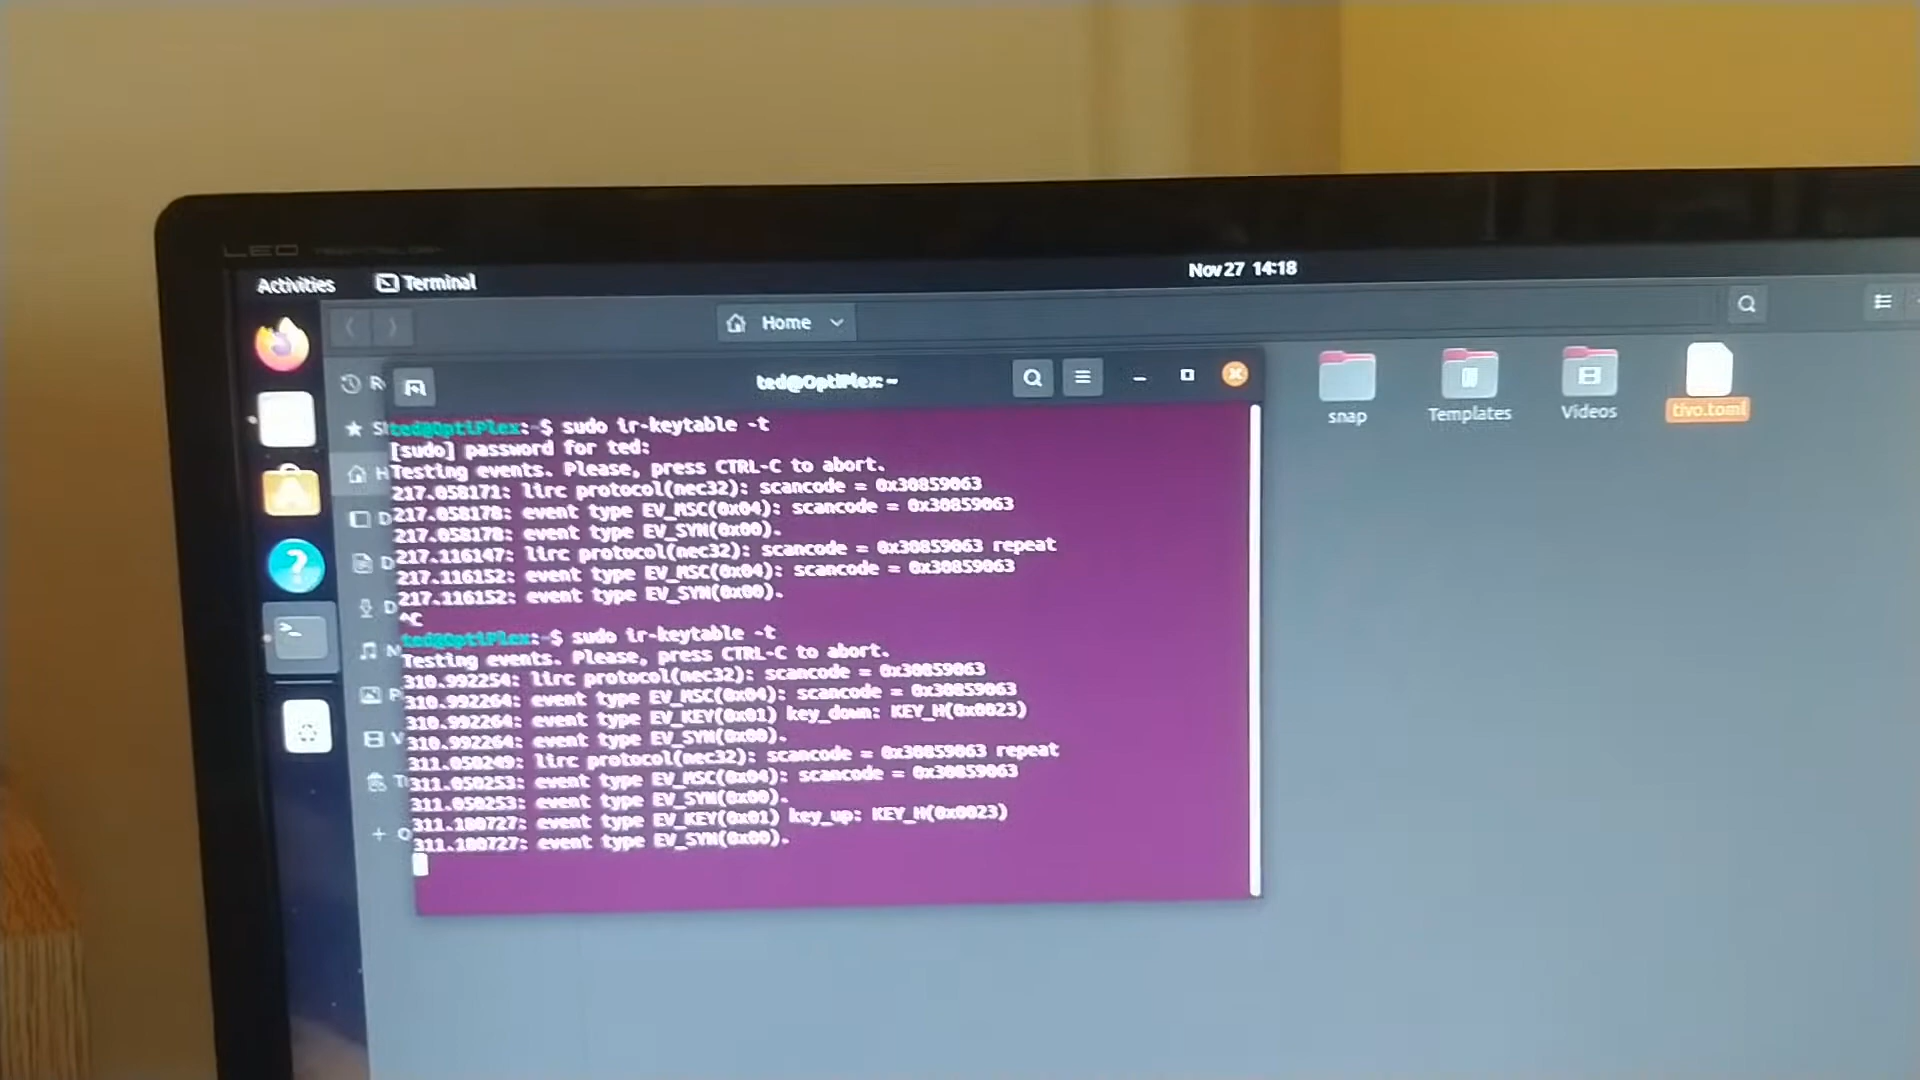 LEO
Activities
Terminal
Nov 27 14:18
Home
ted@OptiPlex: ~
snap
Templates
Videos
tivo.toml
ted@OptiPlex:~$ sudo ir-keytable -t
[sudo] password for ted:
Testing events. Please, press CTRL-C to abort.
217.058171: lirc protocol(nec32): scancode = 0x30859063
217.058178: event type EV_MSC(0x04): scancode = 0x30859063
217.058178: event type EV_SYN(0x00).
217.116147: lirc protocol(nec32): scancode = 0x30859063 repeat
217.116152: event type EV_MSC(0x04): scancode = 0x30859063
217.116152: event type EV_SYN(0x00).
^C
ted@OptiPlex:~$ sudo ir-keytable -t
Testing events. Please, press CTRL-C to abort.
310.992254: lirc protocol(nec32): scancode = 0x30859063
310.992264: event type EV_MSC(0x04): scancode = 0x30859063
310.992264: event type EV_KEY(0x01) key_down: KEY_H(0x0023)
310.992264: event type EV_SYN(0x00).
311.050249: lirc protocol(nec32): scancode = 0x30859063 repeat
311.050253: event type EV_MSC(0x04): scancode = 0x30859063
311.050253: event type EV_SYN(0x00).
311.180727: event type EV_KEY(0x01) key_up: KEY_H(0x0023)
311.180727: event type EV_SYN(0x00).